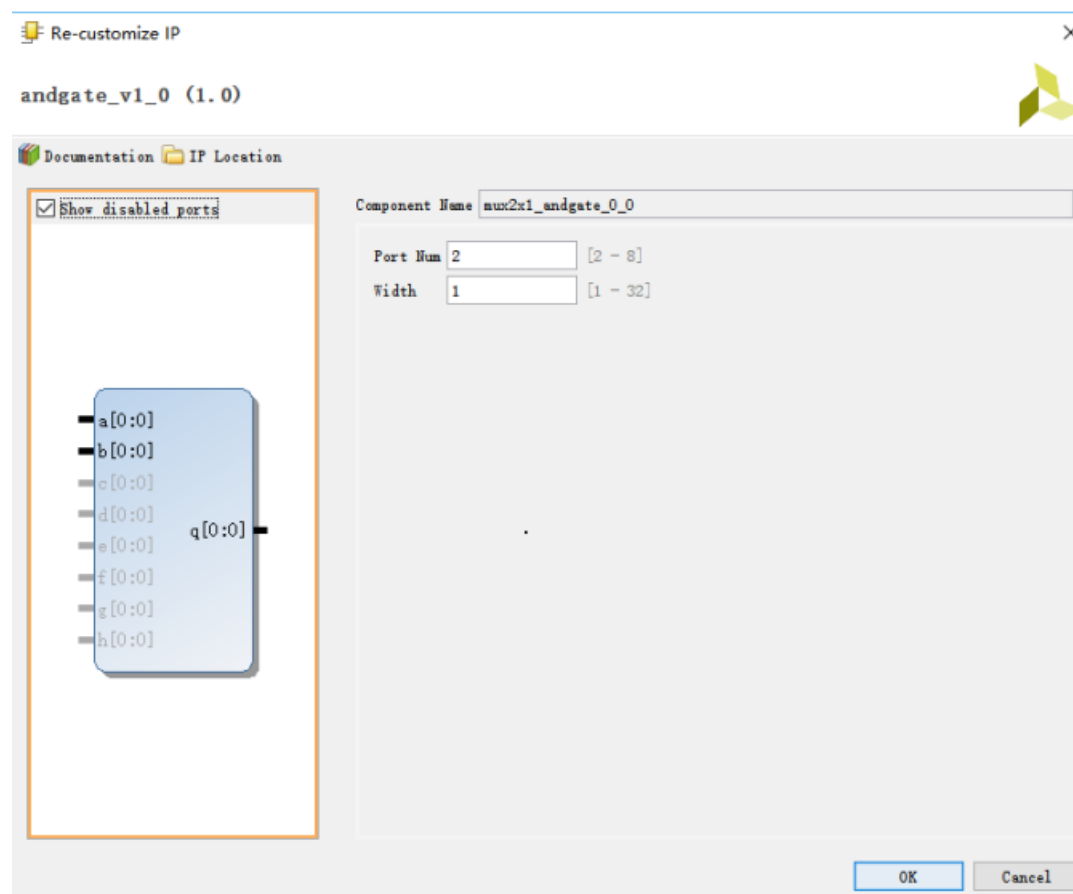 Re-customize IP
andgate_v1_0 (1.0)
Documentation IP Location
Show disabled ports
Component Name mux2x1_andgate_0_0
Port Num 2 [2 - 8]
Width 1 [1 - 32]
a[0:0]
b[0:0]
c[0:0]
d[0:0]
q[0:0]
e[0:0]
f[0:0]
g[0:0]
h[0:0]
OK Cancel